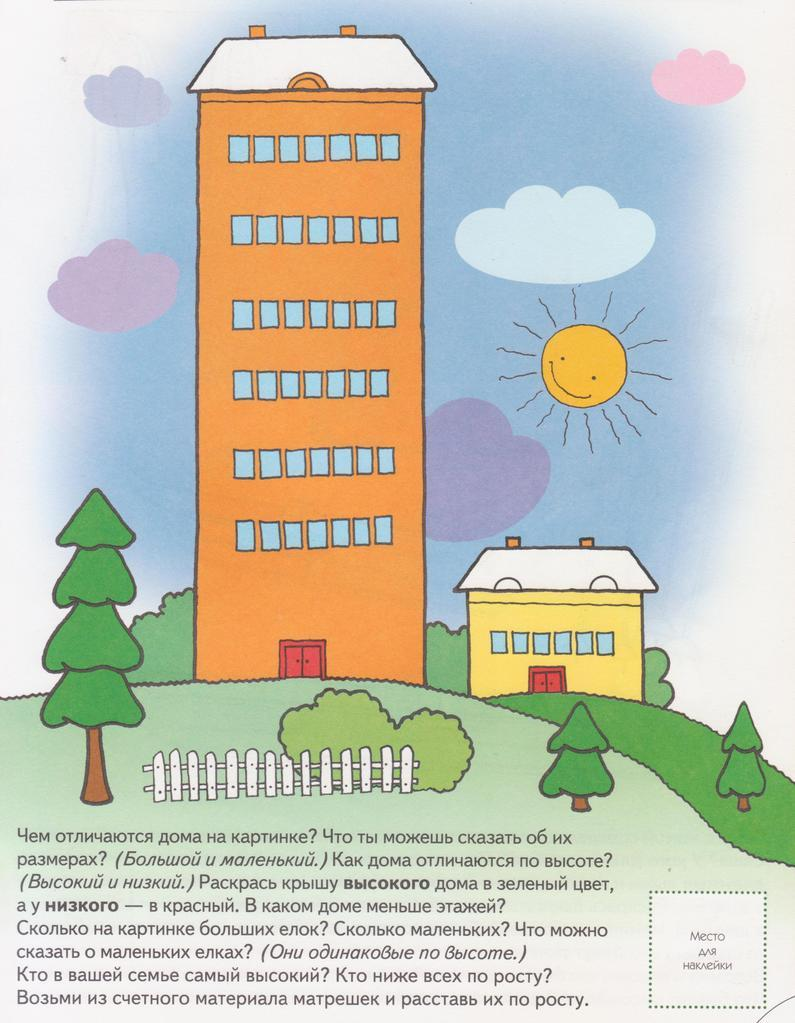 Чем отличаются дома на картинке? Что ты можешь сказать об их
размерах? (Большой и маленький.) Как дома отличаются по высоте?
(Высокий и низкий.) Раскрась крышу высокого дома в зеленый цвет,
а у низкого — в красный. В каком доме меньше этажей?
Сколько на картинке больших елок? Сколько маленьких? Что можно
сказать о маленьких елках? (Они одинаковые по высоте.)
Кто в вашей семье самый высокий? Кто ниже всех по росту?
Возьми из счетного материала матрешек и расставь их по росту.
Место
для
наклейки